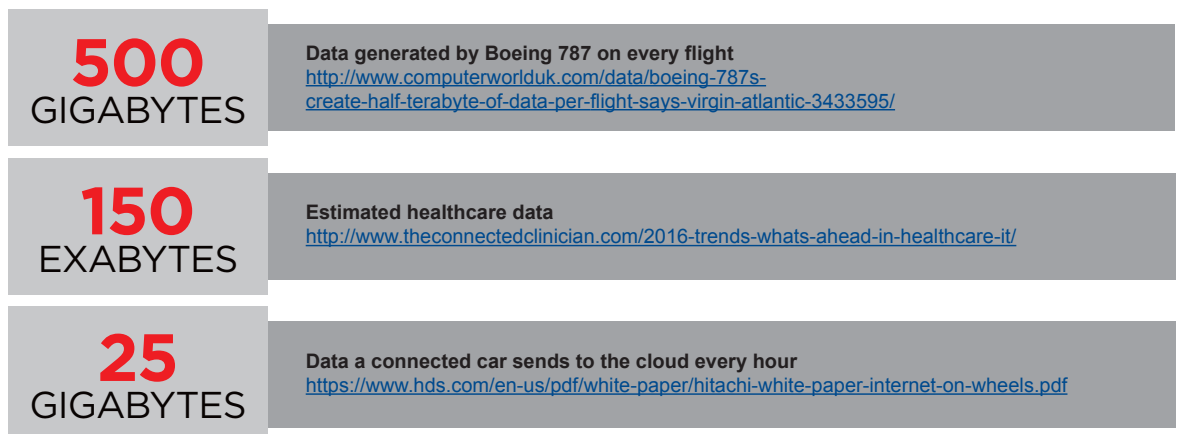 500
GIGABYTES
Data generated by Boeing 787 on every flight
http://www.computerworlduk.com/data/boeing-787s-
create-half-terabyte-of-data-per-flight-says-virgin-atlantic-3433595/
150
EXABYTES
Estimated healthcare data
http://www.theconnectedclinician.com/2016-trends-whats-ahead-in-healthcare-it/
25
GIGABYTES
Data a connected car sends to the cloud every hour
https://www.hds.com/en-us/pdf/white-paper/hitachi-white-paper-internet-on-wheels.pdf